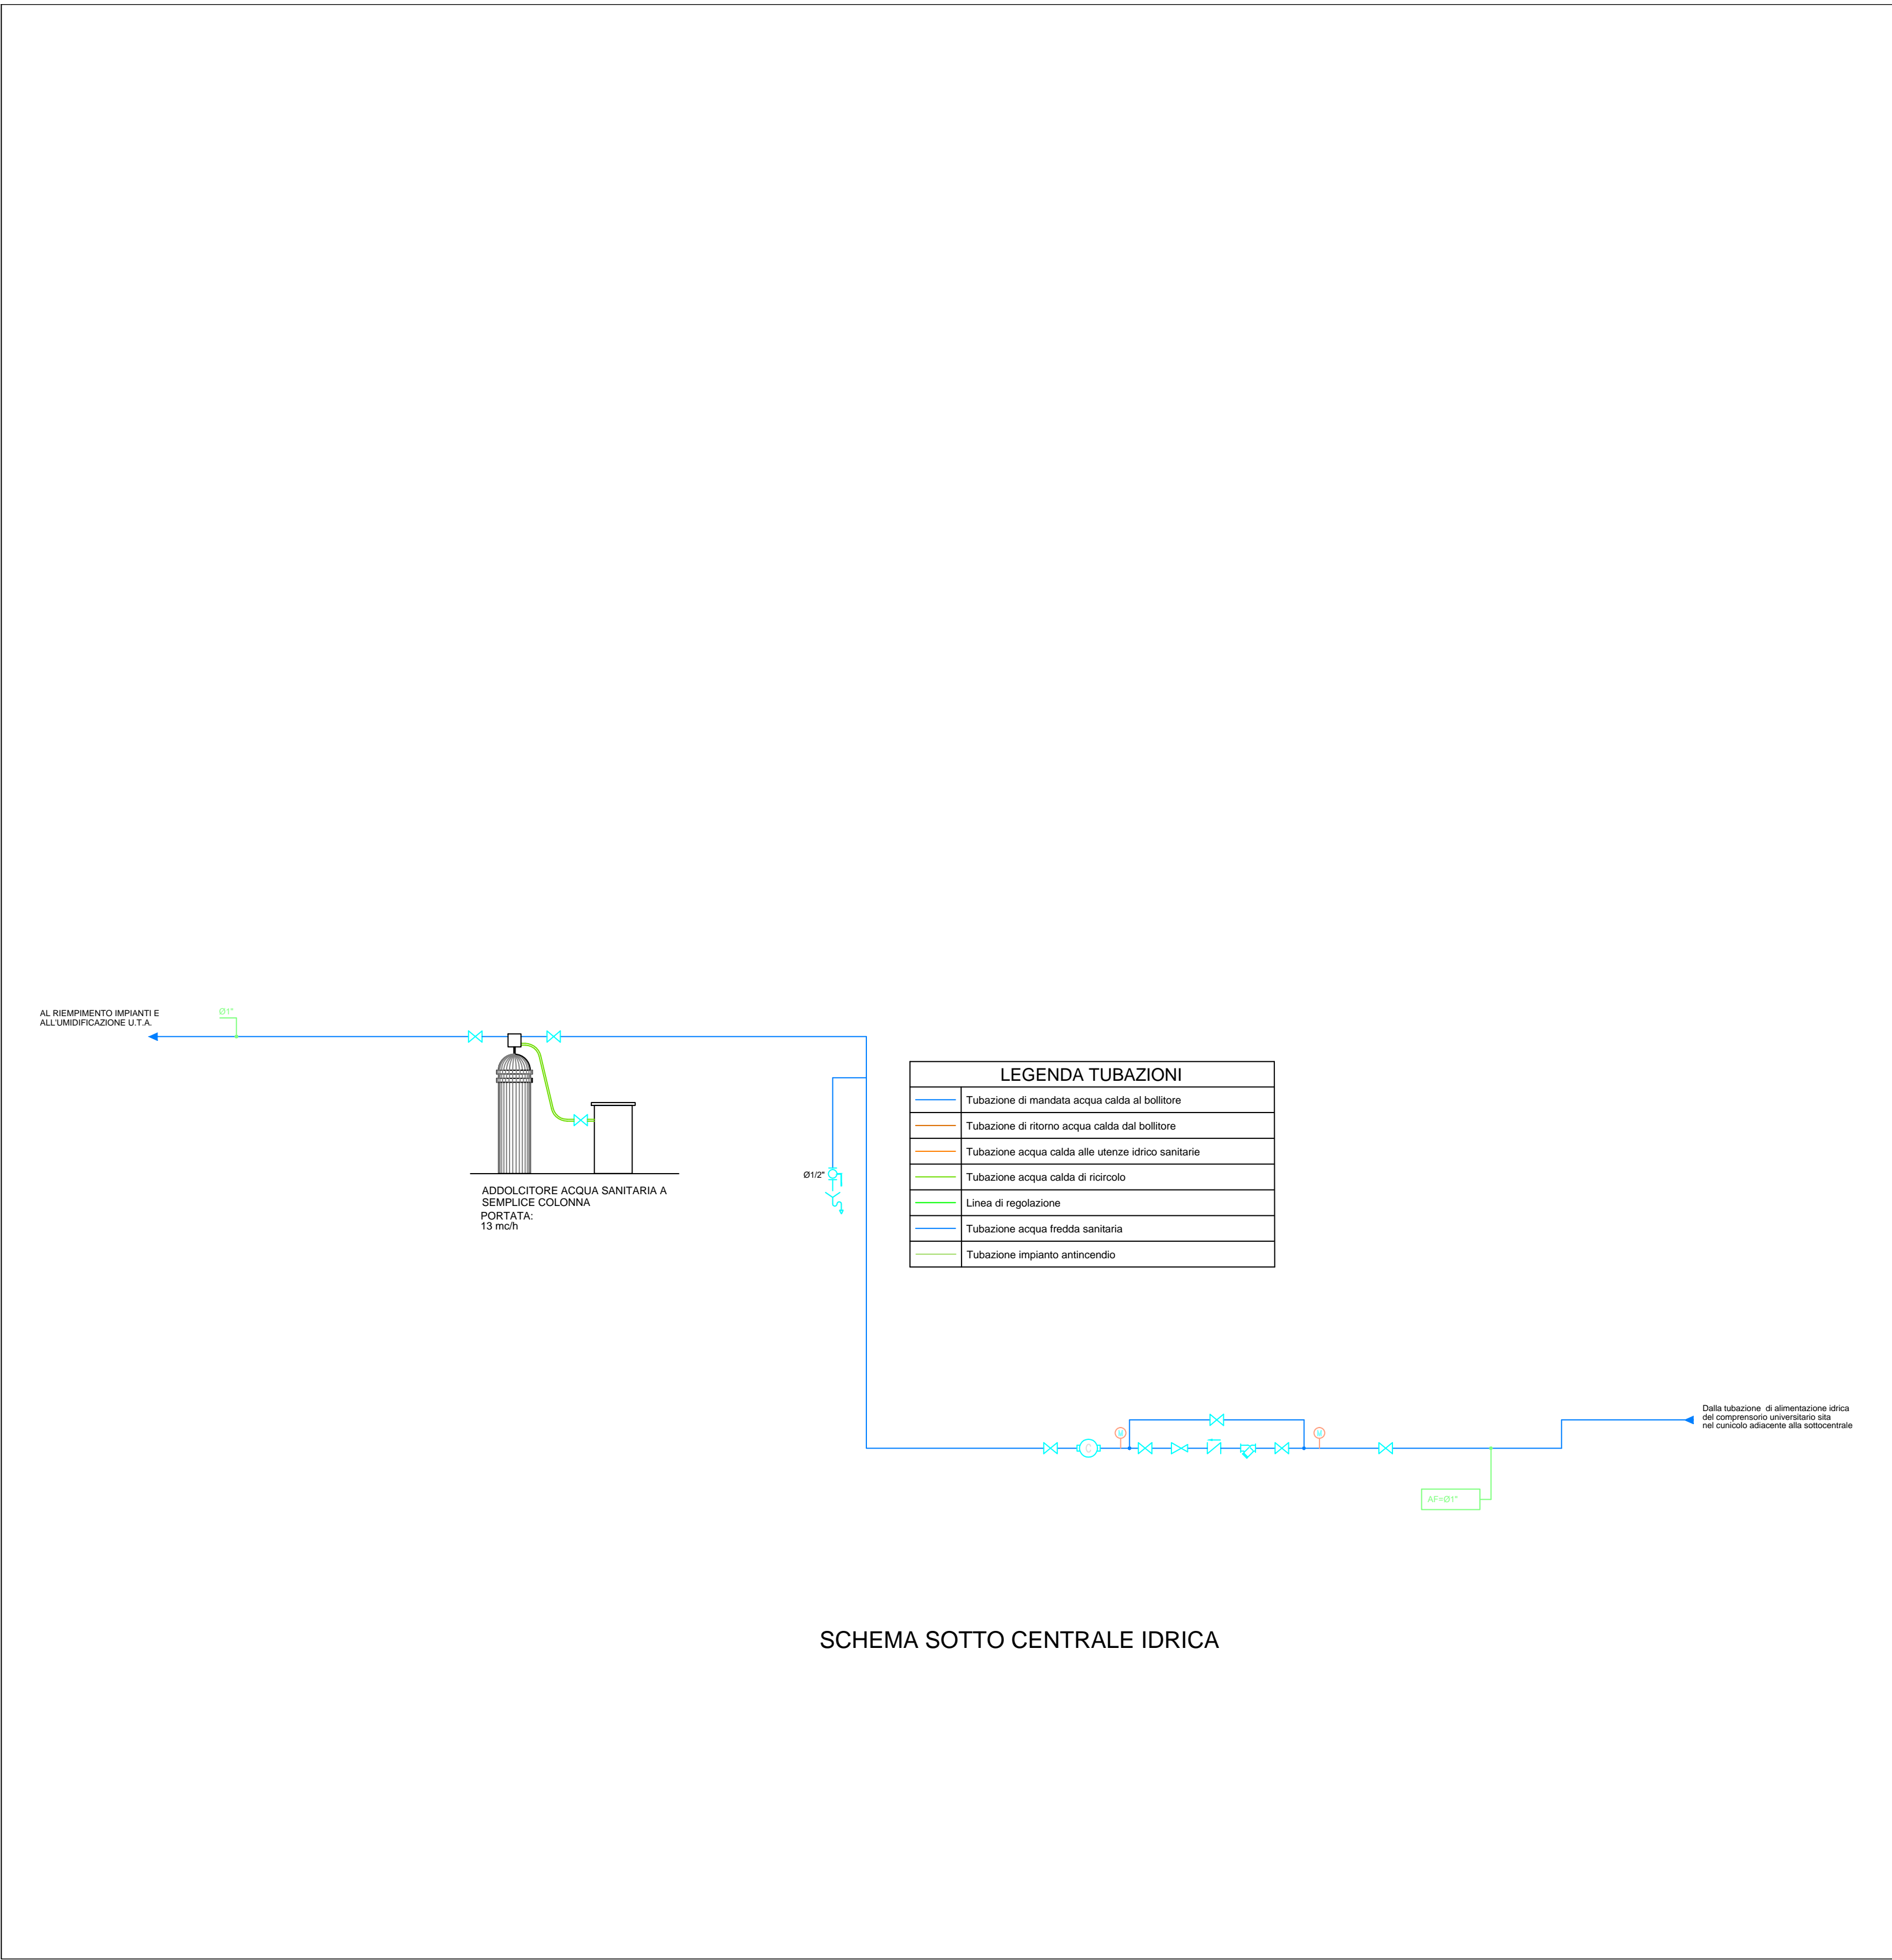 AL RIEMPIMENTO IMPIANTI E
ALL'UMIDIFICAZIONE U.T.A.
Ø1"
ADDOLCITORE ACQUA SANITARIA A
SEMPLICE COLONNA
PORTATA:
13 mc/h
Ø1/2"
LEGENDA TUBAZIONI
Tubazione di mandata acqua calda al bollitore
Tubazione di ritorno acqua calda dal bollitore
Tubazione acqua calda alle utenze idrico sanitarie
Tubazione acqua calda di ricircolo
Linea di regolazione
Tubazione acqua fredda sanitaria
Tubazione impianto antincendio
C
Dalla tubazione di alimentazione idrica
del comprensorio universitario sita
nel cunicolo adiacente alla sottocentrale
AF=Ø1"
SCHEMA SOTTO CENTRALE IDRICA